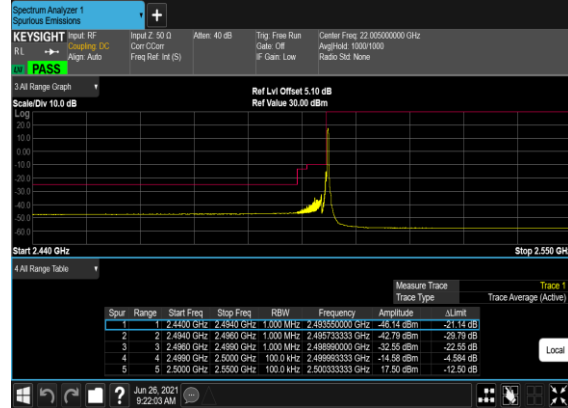 Spectrum Analyzer 1
Spurious Emissions
+
KEYSIGHT Input: RF Input Z: 50 Ω Atten: 40 dB Trig: Free Run Center Freq: 22.005000000 GHz
RL Coupling: DC Corr CCorr Gate: Off Avg|Hold: 1000/1000
Align: Auto Freq Ref: Int (S) IF Gain: Low Radio Std: None
PASS
3 All Range Graph Ref Lvl Offset 5.10 dB
Scale/Div 10.0 dB Ref Value 30.00 dBm
Log
20.0
10.0
0.00
-10.0
-20.0
-30.0
-40.0
-50.0
-60.0
Start 2.440 GHz Stop 2.550 GH
4 All Range Table
Measure Trace Trace 1
Trace Type Trace Average (Active)
Spur Range Start Freq Stop Freq RBW Frequency Amplitude ΔLimit
1 1 2.4400 GHz 2.4940 GHz 1.000 MHz 2.493550000 GHz -46.14 dBm -21.14 dB
2 2 2.4940 GHz 2.4960 GHz 1.000 MHz 2.495733333 GHz -42.79 dBm -29.79 dB
3 3 2.4960 GHz 2.4990 GHz 1.000 MHz 2.498990000 GHz -32.55 dBm -22.55 dB
4 4 2.4990 GHz 2.5000 GHz 100.0 kHz 2.499993333 GHz -14.58 dBm -4.584 dB
5 5 2.5000 GHz 2.5500 GHz 100.0 kHz 2.500333333 GHz 17.50 dBm -12.50 dB
Local
? Jun 26, 2021
9:22:03 AM